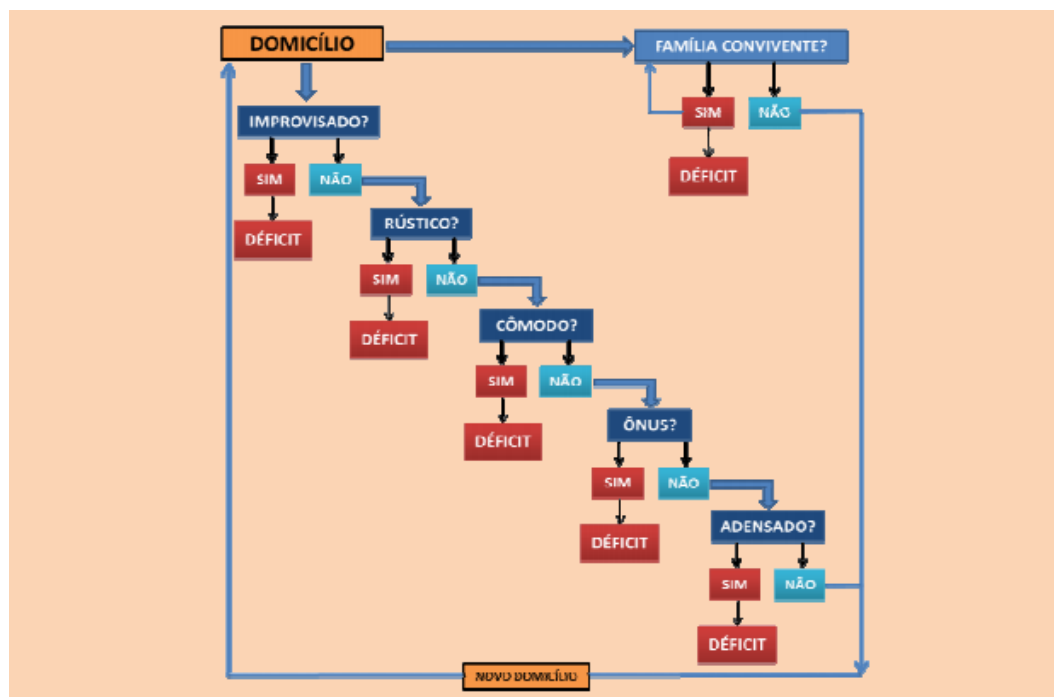 DOMICÍLIO
FAMÍLIA CONVIVENTE?
SIM
NÃO
DÉFICIT
IMPROVISADO?
SIM
NÃO
DÉFICIT
RÚSTICO?
SIM
NÃO
DÉFICIT
CÔMODO?
SIM
NÃO
DÉFICIT
ÔNUS?
SIM
NÃO
DÉFICIT
ADENSADO?
SIM
NÃO
DÉFICIT
NOVO DOMICÍLIO